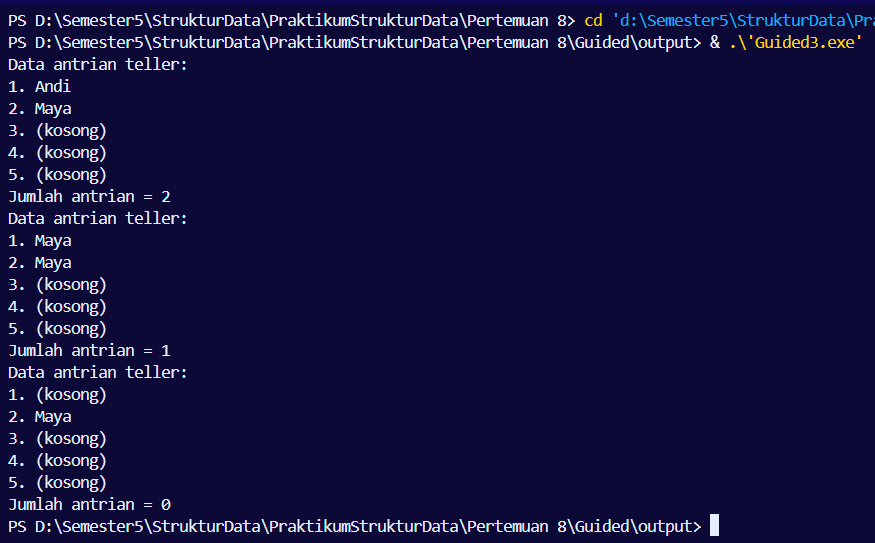 PS D:\Semester5\StrukturData\PraktikumStrukturData\Pertemuan 8> cd 'd:\Semester5\StrukturData\Pra
PS D:\Semester5\StrukturData\PraktikumStrukturData\Pertemuan 8\Guided\output> & .\'Guided3.exe'
Data antrian teller:
1. Andi
2. Maya
3. (kosong)
4. (kosong)
5. (kosong)
Jumlah antrian = 2
Data antrian teller:
1. Maya
2. Maya
3. (kosong)
4. (kosong)
5. (kosong)
Jumlah antrian = 1
Data antrian teller:
1. (kosong)
2. Maya
3. (kosong)
4. (kosong)
5. (kosong)
Jumlah antrian = 0
PS D:\Semester5\StrukturData\PraktikumStrukturData\Pertemuan 8\Guided\output>